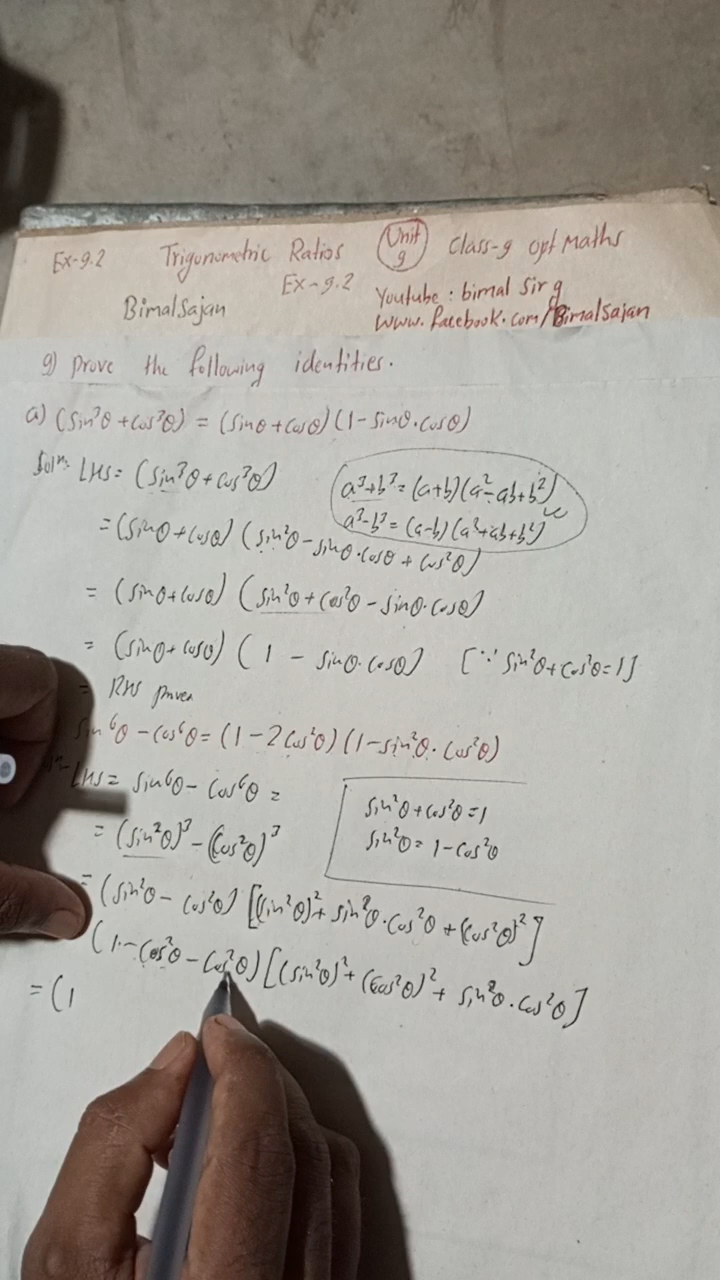 Ex-9.2 Trigonometric Ratios Unit 9 Class-9 Opt Maths
Ex-9.2
BimalSajan Youtube : bimal Sir g
www.facebook.com/BimalSajan
9) Prove the following identities.
a) (Sin³θ + Cos³θ) = (Sinθ + Cosθ) (1 - Sinθ.Cosθ)
Solⁿ: LHS = (Sin³θ + Cos³θ)
a³+b³ = (a+b)(a²-ab+b²)
a³-b³ = (a-b)(a²+ab+b²)
= (Sinθ + Cosθ) (Sin²θ - Sinθ.Cosθ + Cos²θ)
= (Sinθ + Cosθ) (Sin²θ + Cos²θ - Sinθ.Cosθ)
= (Sinθ + Cosθ) (1 - Sinθ.Cosθ) [∵ Sin²θ + Cos²θ = 1]
= RHS proven
Sin⁶θ - Cos⁶θ = (1 - 2Cos²θ) (1 - Sin²θ.Cos²θ)
LHS = Sin⁶θ - Cos⁶θ =
Sin²θ + Cos²θ = 1
Sin²θ = 1 - Cos²θ
= (Sin²θ)³ - (Cos²θ)³
= (Sin²θ - Cos²θ) [(Sin²θ)² + Sin²θ.Cos²θ + (Cos²θ)²]
(1 - Cos²θ - Cos²θ) [(Sin²θ)² + (Cos²θ)² + Sin²θ.Cos²θ]
= (1